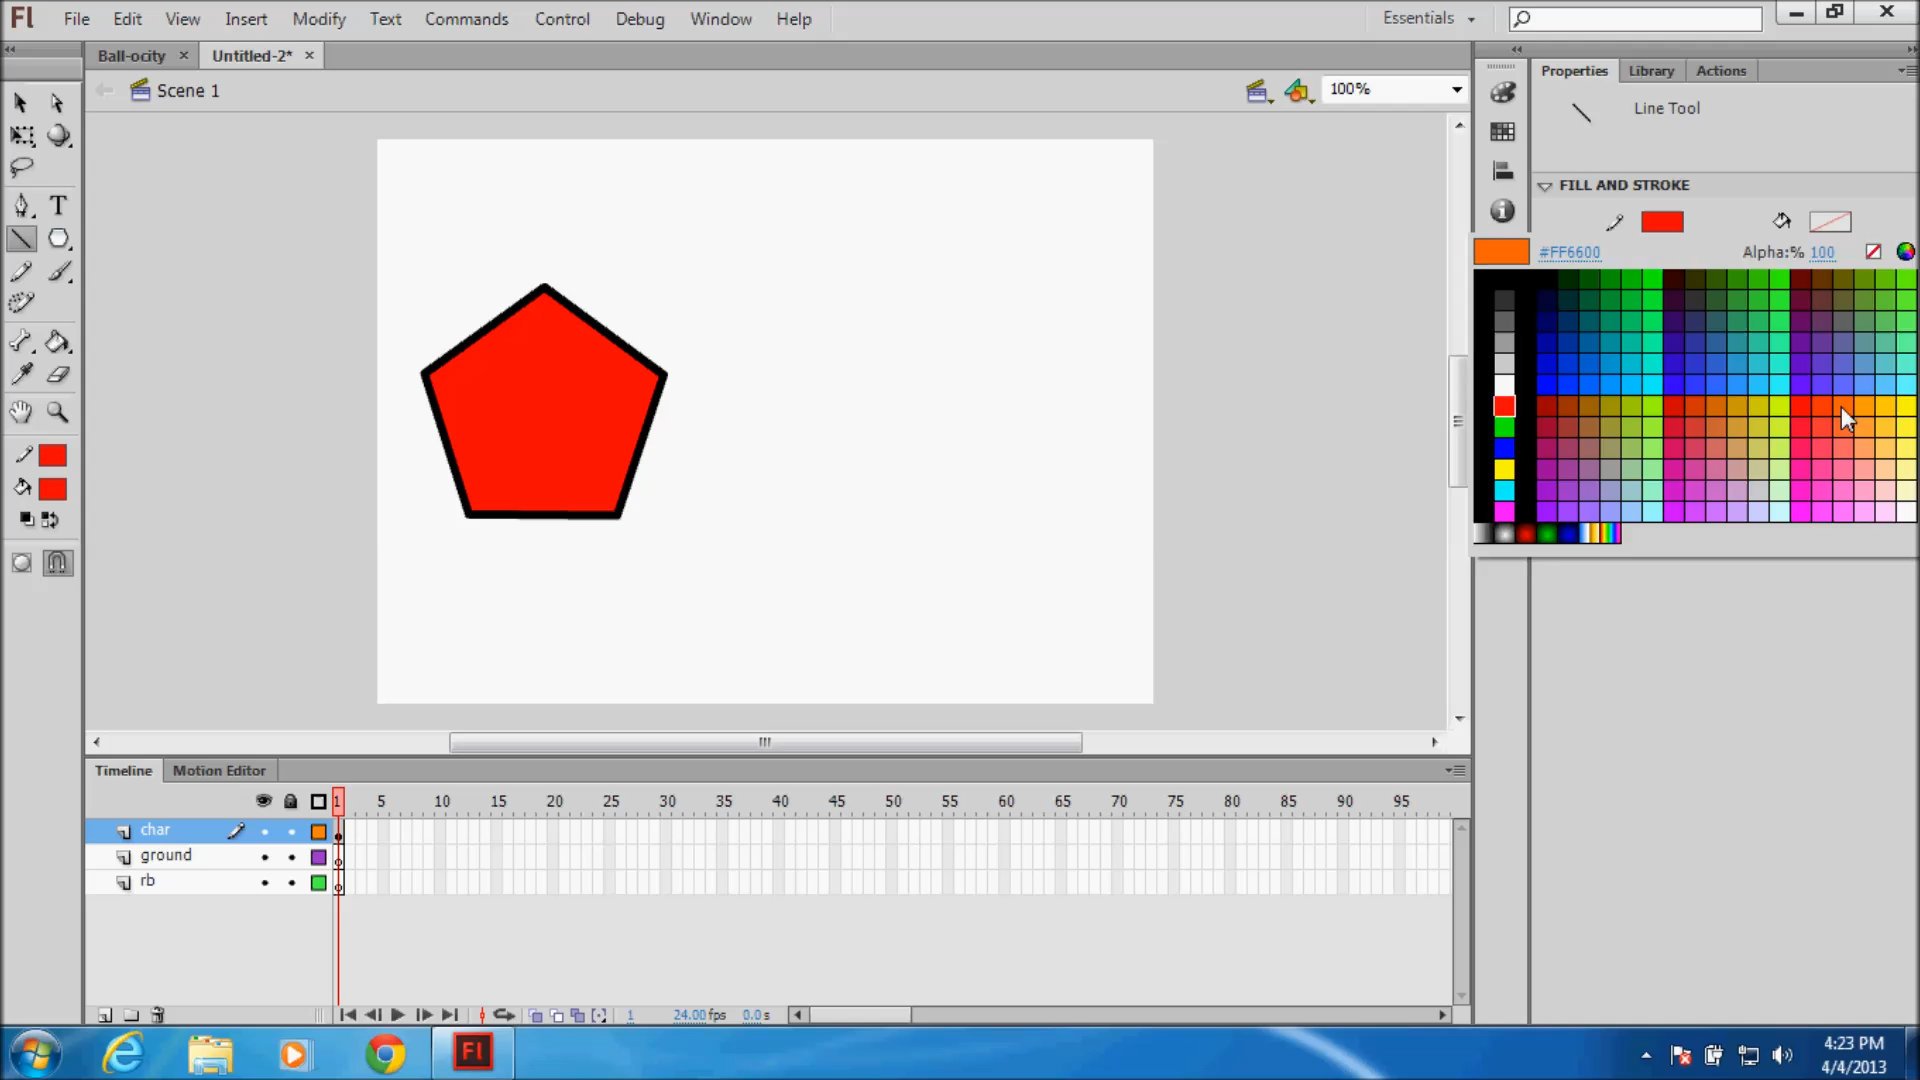 Fl File Edit View Insert Modify Text Commands Control Debug Window Help Essentials
Ball-ocity × Untitled-2* ×
Scene 1 100%
Properties Library Actions
Line Tool
FILL AND STROKE
#FF6600 Alpha:% 100
T
Timeline Motion Editor
1 5 10 15 20 25 30 35 40 45 50 55 60 65 70 75 80 85 90 95
char
ground
rb
1 24.00 fps 0.0 s
Fl
4:23 PM
4/4/2013